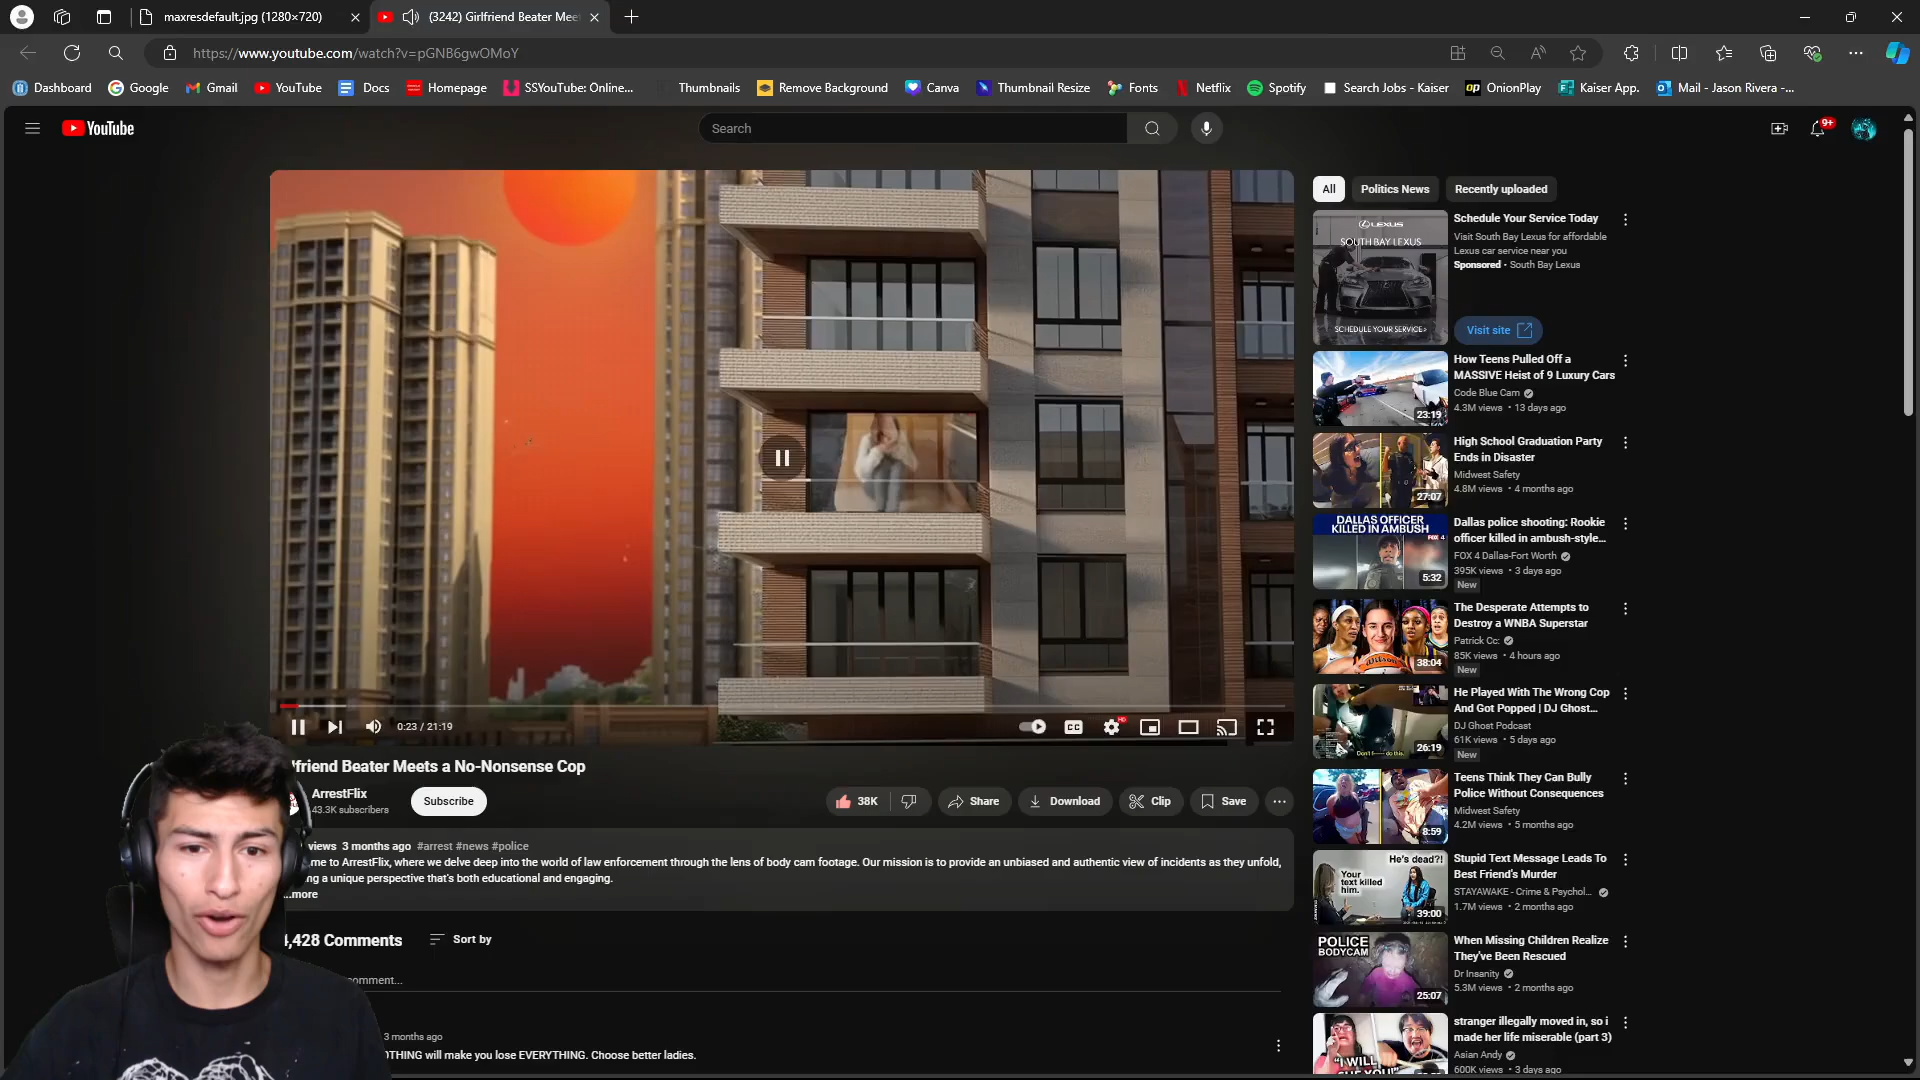 maxresdefault.jpg (1280×720)
(3242) Girlfriend Beater Mee
https://www.youtube.com/watch?v=pGNB6gwOMoY
Dashboard
Google
Gmail
YouTube
Docs
Homepage
SSYouTube: Online...
Thumbnails
Remove Background
Canva
Thumbnail Resize
Fonts
Netflix
Spotify
Search Jobs - Kaiser
OnionPlay
Kaiser App.
Mail - Jason Rivera -...
YouTube
Search
9+
All
Politics News
Recently uploaded
LEXUS
SOUTH BAY LEXUS
SCHEDULE YOUR SERVICE>
Schedule Your Service Today
Visit South Bay Lexus for affordable
Lexus car service near you
Sponsored • South Bay Lexus
Visit site
23:19
How Teens Pulled Off a
MASSIVE Heist of 9 Luxury Cars
Code Blue Cam
4.3M views • 13 days ago
27:07
High School Graduation Party
Ends in Disaster
Midwest Safety
4.8M views • 4 months ago
DALLAS OFFICER
KILLED IN AMBUSH
FOX 4
5:32
Dallas police shooting: Rookie
officer killed in ambush-style...
FOX 4 Dallas-Fort Worth
395K views • 3 days ago
New
Wilson
38:04
The Desperate Attempts to
Destroy a WNBA Superstar
Patrick Cc:
85K views • 4 hours ago
New
26:19
He Played With The Wrong Cop
And Got Popped | DJ Ghost...
DJ Ghost Podcast
61K views • 5 days ago
New
8:59
Teens Think They Can Bully
Police Without Consequences
Midwest Safety
4.2M views • 5 months ago
He's dead?!
Your
text killed
him.
39:00
Stupid Text Message Leads To
Best Friend's Murder
STAYAWAKE - Crime & Psychol...
1.7M views • 2 months ago
POLICE
BODYCAM
25:07
When Missing Children Realize
They've Been Rescued
Dr Insanity
5.3M views • 2 months ago
"I WILL
stranger illegally moved in, so i
made her life miserable (part 3)
Asian Andy
600K views • 3 days ago
0:23 / 21:19
CC
HD
lfriend Beater Meets a No-Nonsense Cop
ArrestFlix
43.3K subscribers
Subscribe
38K
Share
Download
Clip
Save
views 3 months ago #arrest #news #police
me to ArrestFlix, where we delve deep into the world of law enforcement through the lens of body cam footage. Our mission is to provide an unbiased and authentic view of incidents as they unfold,
ng a unique perspective that's both educational and engaging.
...more
4,428 Comments
Sort by
omment...
3 months ago
OTHING will make you lose EVERYTHING. Choose better ladies.